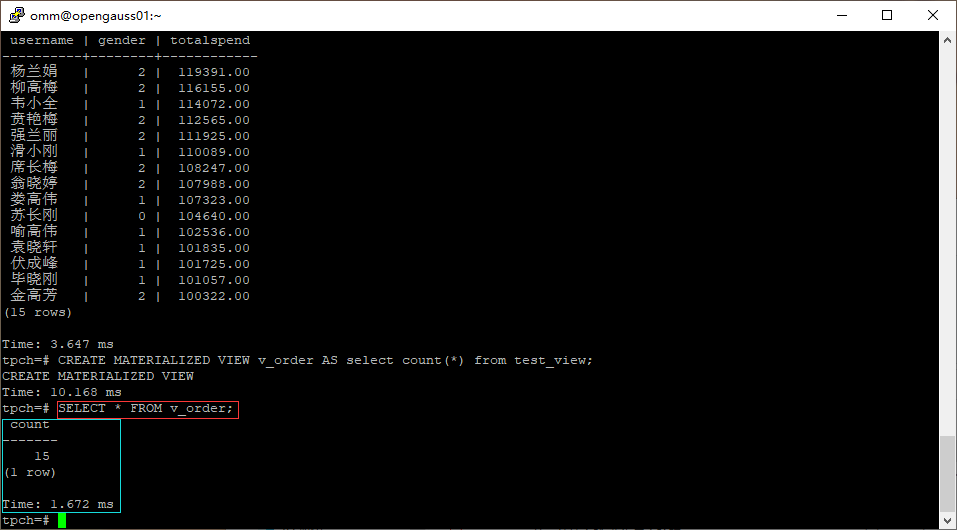 omm@opengauss01:~
username | gender | totalspend
----------+--------+------------
杨兰娟 | 2 | 119391.00
柳高梅 | 2 | 116155.00
韦小全 | 1 | 114072.00
贲艳梅 | 2 | 112565.00
强兰丽 | 2 | 111925.00
滑小刚 | 1 | 110089.00
席长梅 | 2 | 108247.00
翁晓婷 | 2 | 107988.00
娄高伟 | 1 | 107323.00
苏长刚 | 0 | 104640.00
喻高伟 | 1 | 102536.00
袁晓轩 | 1 | 101835.00
伏成峰 | 1 | 101725.00
毕晓刚 | 1 | 101057.00
金高芳 | 2 | 100322.00
(15 rows)
Time: 3.647 ms
tpch=# CREATE MATERIALIZED VIEW v_order AS select count(*) from test_view;
CREATE MATERIALIZED VIEW
Time: 10.168 ms
tpch=# SELECT * FROM v_order;
count
-------
15
(1 row)
Time: 1.672 ms
tpch=#